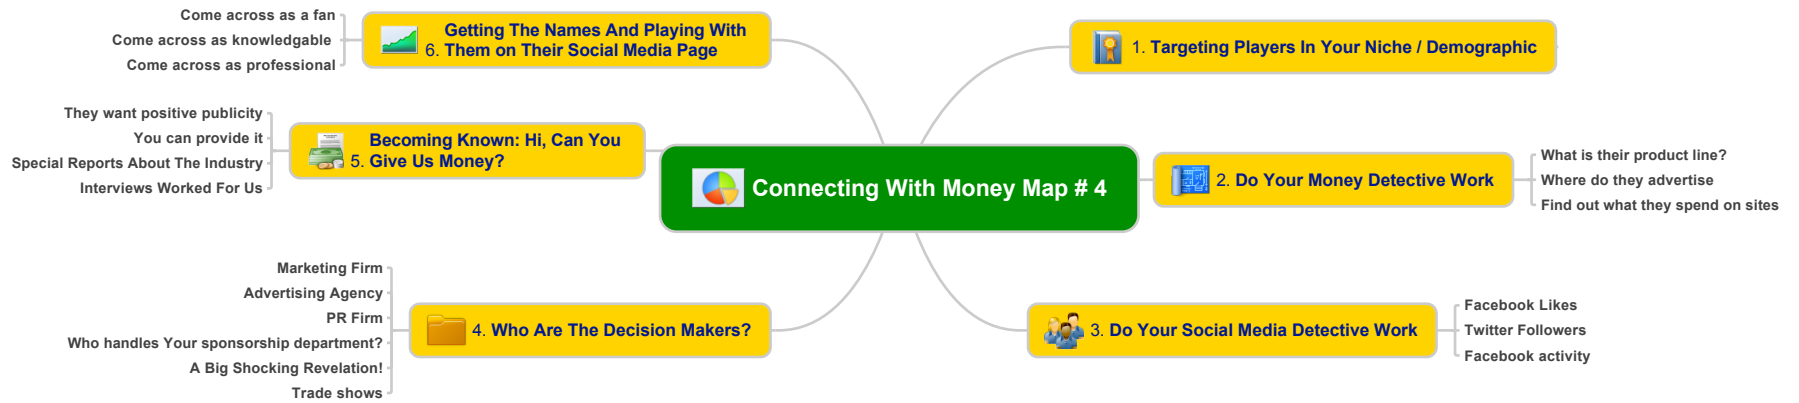 Connecting With Money Map # 4
1. Targeting Players In Your Niche / Demographic
2. Do Your Money Detective Work
What is their product line?
Where do they advertise
Find out what they spend on sites
3. Do Your Social Media Detective Work
Facebook Likes
Twitter Followers
Facebook activity
4. Who Are The Decision Makers?
Marketing Firm
Advertising Agency
PR Firm
Who handles Your sponsorship department?
A Big Shocking Revelation!
Trade shows
Becoming Known: Hi, Can You
5. Give Us Money?
They want positive publicity
You can provide it
Special Reports About The Industry
Interviews Worked For Us
Getting The Names And Playing With
6. Them on Their Social Media Page
Come across as a fan
Come across as knowledgable
Come across as professional